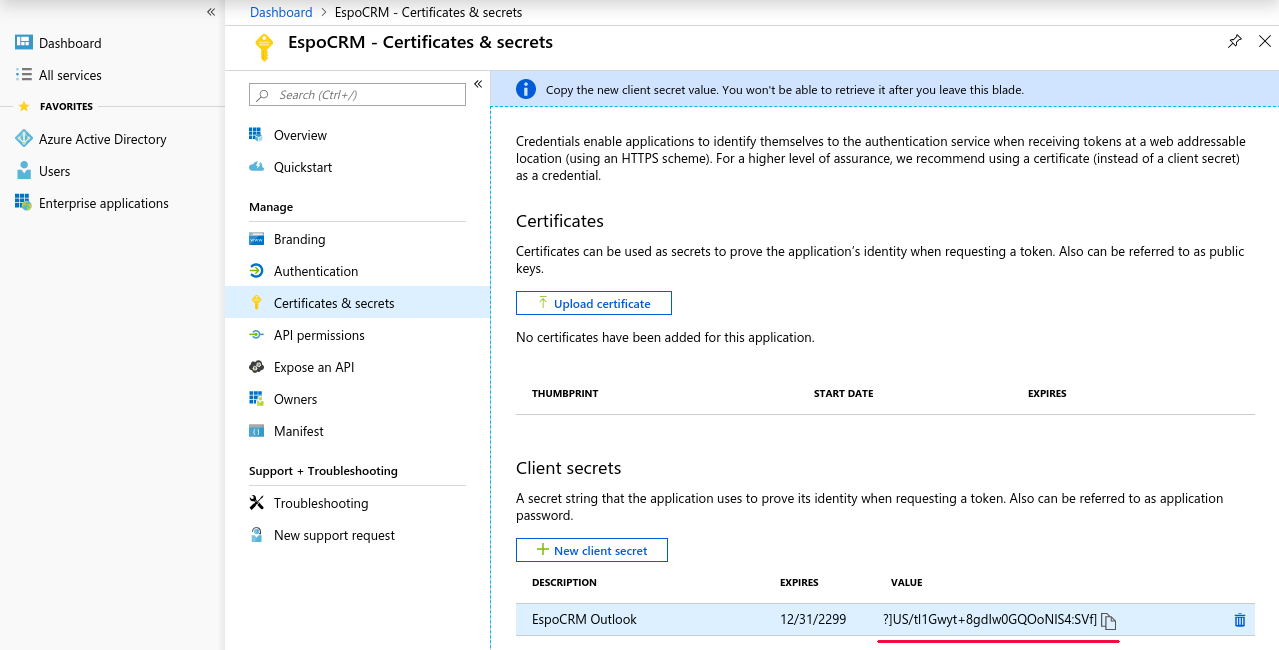 Dashboard > EspoCRM - Certificates & secrets
EspoCRM - Certificates & secrets
Dashboard
All services
FAVORITES
Azure Active Directory
Users
Enterprise applications
Search (Ctrl+/)
Overview
Quickstart
Manage
Branding
Authentication
Certificates & secrets
API permissions
Expose an API
Owners
Manifest
Support + Troubleshooting
Troubleshooting
New support request
Copy the new client secret value. You won't be able to retrieve it after you leave this blade.
Credentials enable applications to identify themselves to the authentication service when receiving tokens at a web addressable
location (using an HTTPS scheme). For a higher level of assurance, we recommend using a certificate (instead of a client secret)
as a credential.
Certificates
Certificates can be used as secrets to prove the application’s identity when requesting a token. Also can be referred to as public
keys.
Upload certificate
No certificates have been added for this application.
THUMBPRINT START DATE EXPIRES
Client secrets
A secret string that the application uses to prove its identity when requesting a token. Also can be referred to as application
password.
New client secret
DESCRIPTION EXPIRES VALUE
EspoCRM Outlook 12/31/2299